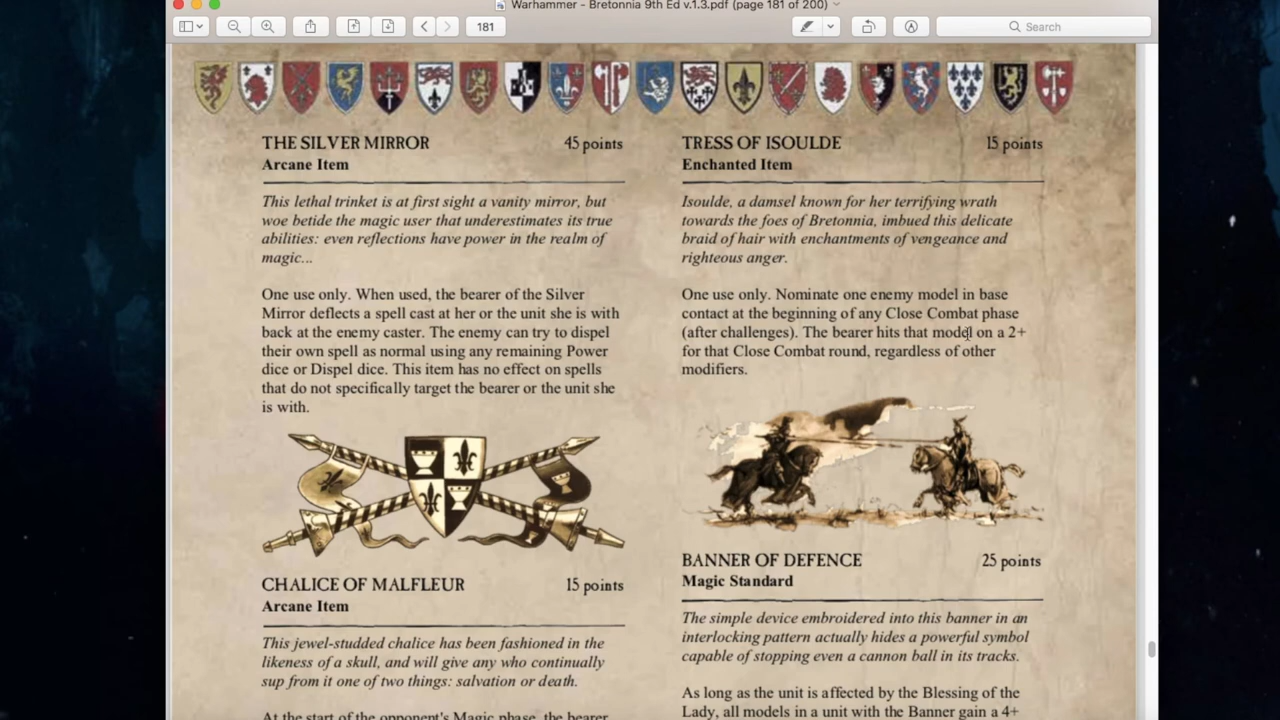 Warhammer - Bretonnia 9th Ed v.1.3.pdf (page 181 of 200)
181
Search
THE SILVER MIRROR 45 points
Arcane Item
This lethal trinket is at first sight a vanity mirror, but
woe betide the magic user that underestimates its true
abilities: even reflections have power in the realm of
magic...
One use only. When used, the bearer of the Silver
Mirror deflects a spell cast at her or the unit she is with
back at the enemy caster. The enemy can try to dispel
their own spell as normal using any remaining Power
dice or Dispel dice. This item has no effect on spells
that do not specifically target the bearer or the unit she
is with.
CHALICE OF MALFLEUR 15 points
Arcane Item
This jewel-studded chalice has been fashioned in the
likeness of a skull, and will give any who continually
sup from it one of two things: salvation or death.
At the start of the opponent's Magic phase, the bearer
TRESS OF ISOULDE 15 points
Enchanted Item
Isoulde, a damsel known for her terrifying wrath
towards the foes of Bretonnia, imbued this delicate
braid of hair with enchantments of vengeance and
righteous anger.
One use only. Nominate one enemy model in base
contact at the beginning of any Close Combat phase
(after challenges). The bearer hits that model on a 2+
for that Close Combat round, regardless of other
modifiers.
BANNER OF DEFENCE 25 points
Magic Standard
The simple device embroidered into this banner in an
interlocking pattern actually hides a powerful symbol
capable of stopping even a cannon ball in its tracks.
As long as the unit is affected by the Blessing of the
Lady, all models in a unit with the Banner gain a 4+